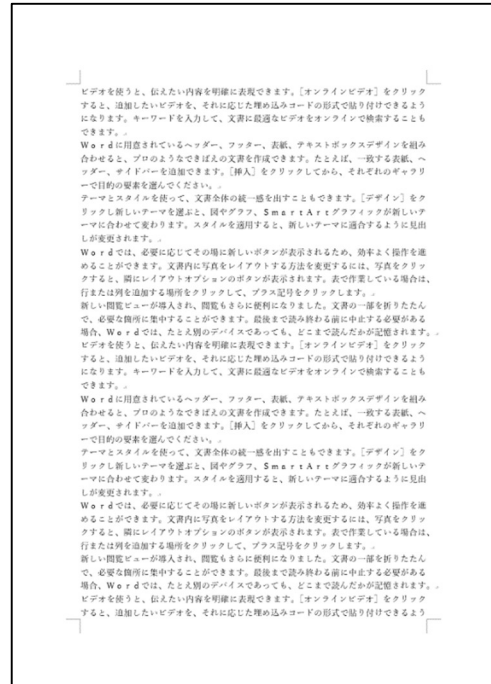 ビデオを使うと、伝えたい内容を明確に表現できます。[オンラインビデオ] をクリック
すると、追加したいビデオを、それに応じた埋め込みコードの形式で貼り付けできるよう
になります。キーワードを入力して、文書に最適なビデオをオンラインで検索することも
できます。
Wordに用意されているヘッダー、フッター、表紙、テキストボックスデザインを組み
合わせると、プロのようなできばえの文書を作成できます。たとえば、一致する表紙、ヘ
ッダー、サイドバーを追加できます。[挿入] をクリックしてから、それぞれのギャラリ
ーで目的の要素を選んでください。
テーマとスタイルを使って、文書全体の統一感を出すこともできます。[デザイン] をク
リックし新しいテーマを選ぶと、図やグラフ、SmartArtグラフィックが新しいテ
ーマに合わせて変わります。スタイルを適用すると、新しいテーマに適合するように見出
しが変更されます。
Wordでは、必要に応じてその場に新しいボタンが表示されるため、効率よく操作を進
めることができます。文書内に写真をレイアウトする方法を変更するには、写真をクリッ
クすると、隣にレイアウトオプションのボタンが表示されます。表で作業している場合は、
行または列を追加する場所をクリックして、プラス記号をクリックします。
新しい閲覧ビューが導入され、閲覧もさらに便利になりました。文書の一部を折りたたん
で、必要な箇所に集中することができます。最後まで読み終わる前に中止する必要がある
場合、Wordでは、たとえ別のデバイスであっても、どこまで読んだかが記憶されます。
ビデオを使うと、伝えたい内容を明確に表現できます。[オンラインビデオ] をクリック
すると、追加したいビデオを、それに応じた埋め込みコードの形式で貼り付けできるよう
になります。キーワードを入力して、文書に最適なビデオをオンラインで検索することも
できます。
Wordに用意されているヘッダー、フッター、表紙、テキストボックスデザインを組み
合わせると、プロのようなできばえの文書を作成できます。たとえば、一致する表紙、ヘ
ッダー、サイドバーを追加できます。[挿入] をクリックしてから、それぞれのギャラリ
ーで目的の要素を選んでください。
テーマとスタイルを使って、文書全体の統一感を出すこともできます。[デザイン] をク
リックし新しいテーマを選ぶと、図やグラフ、SmartArtグラフィックが新しいテ
ーマに合わせて変わります。スタイルを適用すると、新しいテーマに適合するように見出
しが変更されます。
Wordでは、必要に応じてその場に新しいボタンが表示されるため、効率よく操作を進
めることができます。文書内に写真をレイアウトする方法を変更するには、写真をクリッ
クすると、隣にレイアウトオプションのボタンが表示されます。表で作業している場合は、
行または列を追加する場所をクリックして、プラス記号をクリックします。
新しい閲覧ビューが導入され、閲覧もさらに便利になりました。文書の一部を折りたたん
で、必要な箇所に集中することができます。最後まで読み終わる前に中止する必要がある
場合、Wordでは、たとえ別のデバイスであっても、どこまで読んだかが記憶されます。
ビデオを使うと、伝えたい内容を明確に表現できます。[オンラインビデオ] をクリック
すると、追加したいビデオを、それに応じた埋め込みコードの形式で貼り付けできるよう